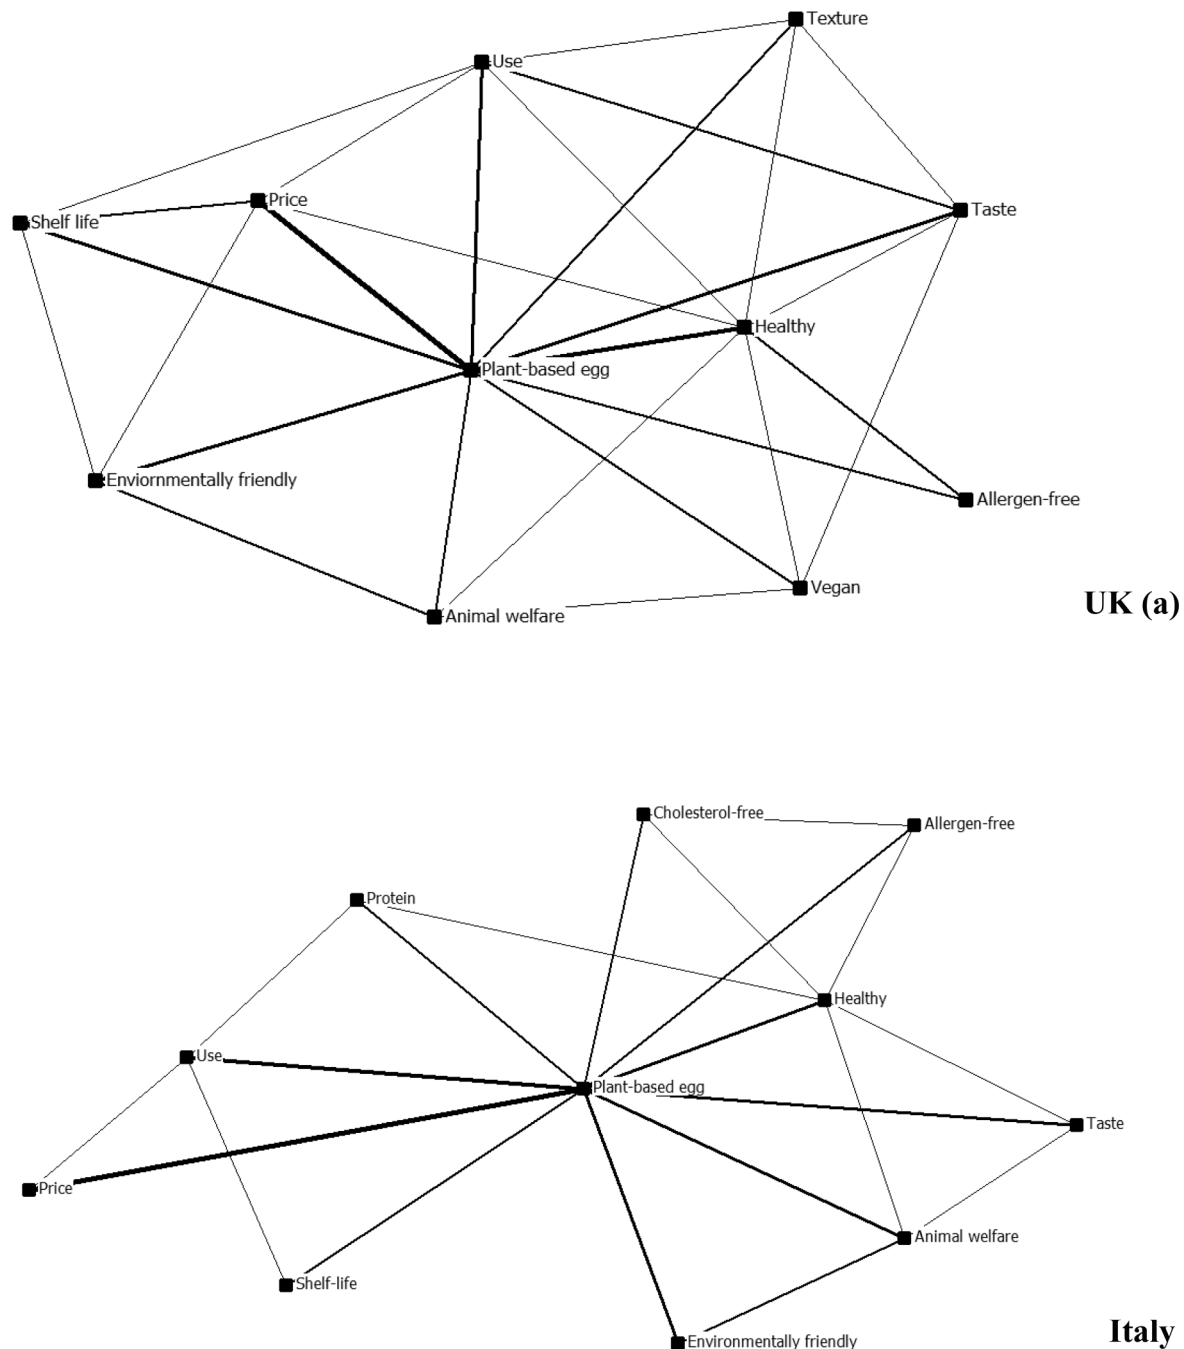 Texture
Use
Price
Shelf life
Taste
Healthy
Plant-based egg
Enviornmentally friendly
Allergen-free
Vegan
Animal welfare
UK (a)
Cholesterol-free
Allergen-free
Protein
Healthy
Use
Plant-based egg
Taste
Price
Animal welfare
Shelf-life
Environmentally friendly
Italy